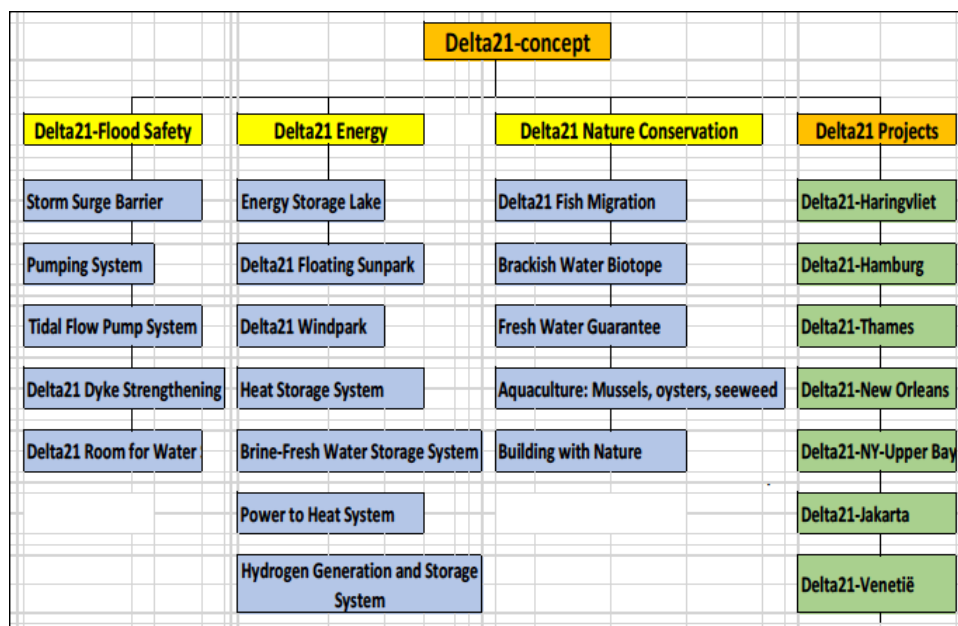 Delta21-concept
Delta21-Flood Safety
Delta21 Energy
Delta21 Nature Conservation
Delta21 Projects
Storm Surge Barrier
Energy Storage Lake
Delta21 Fish Migration
Delta21-Haringvliet
Pumping System
Delta21 Floating Sunpark
Brackish Water Biotope
Delta21-Hamburg
Tidal Flow Pump System
Delta21 Windpark
Fresh Water Guarantee
Delta21-Thames
Delta21 Dyke Strengthening
Heat Storage System
Aquaculture: Mussels, oysters, seeweed
Delta21-New Orleans
Delta21 Room for Water
Brine-Fresh Water Storage System
Building with Nature
Delta21-NY-Upper Bay
Power to Heat System
Delta21-Jakarta
Hydrogen Generation and Storage
System
Delta21-Venetië